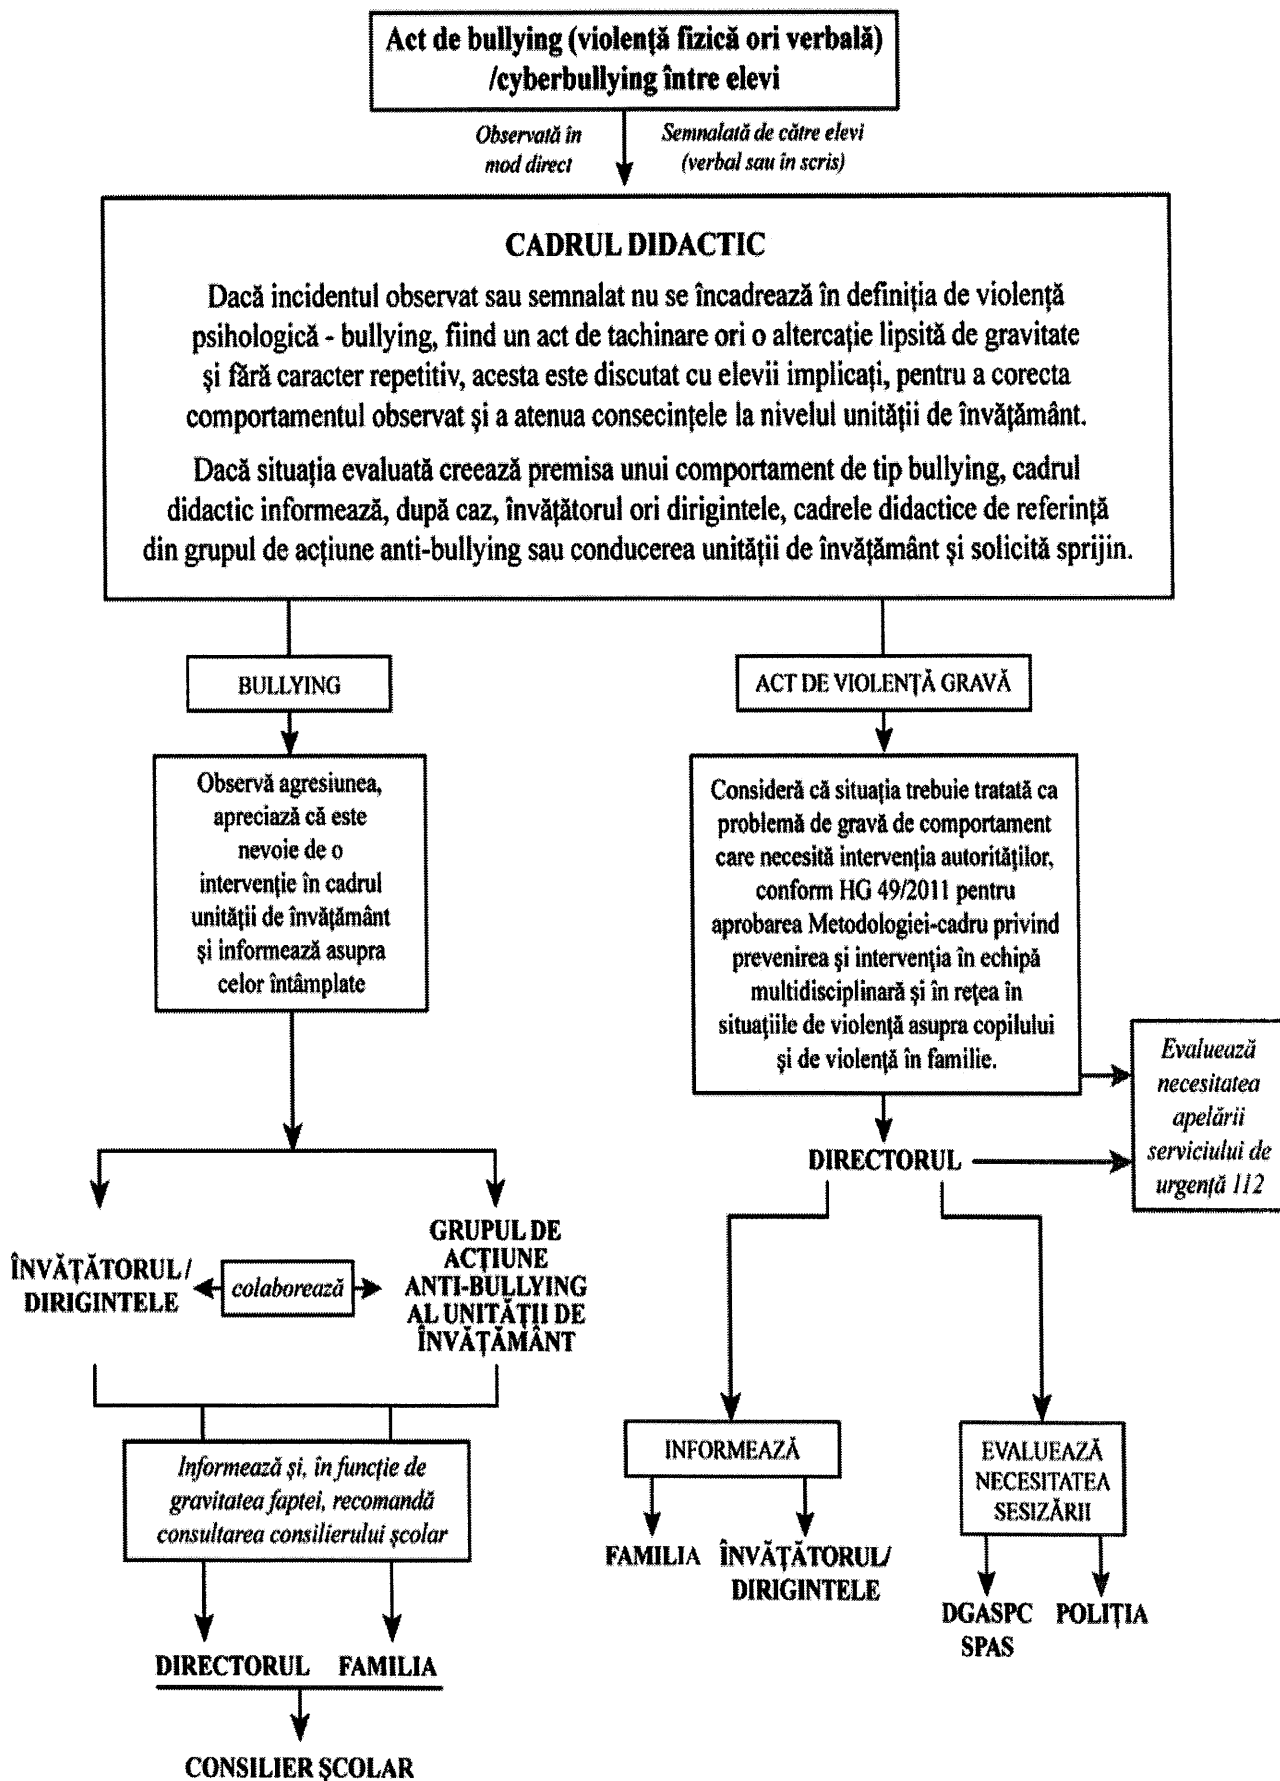 Act de bullying (violență fizică ori verbală)
/cyberbullying între elevi
Observată în
mod direct
Semnalată de către elevi
(verbal sau în scris)
CADRUL DIDACTIC
Dacă incidentul observat sau semnalat nu se încadrează în definiția de violență
psihologică - bullying, fiind un act de tachinare ori o altercație lipsită de gravitate
și fără caracter repetitiv, acesta este discutat cu elevii implicați, pentru a corecta
comportamentul observat și a atenua consecințele la nivelul unității de învățământ.
Dacă situația evaluată creează premisa unui comportament de tip bullying, cadrul
didactic informează, după caz, învățătorul ori dirigintele, cadrele didactice de referință
din grupul de acțiune anti-bullying sau conducerea unității de învățământ și solicită sprijin.
BULLYING
Observă agresiunea,
apreciază că este
nevoie de o
intervenție în cadrul
unității de învățământ
și informează asupra
celor întâmplate
ÎNVĂȚĂTORUL/
DIRIGINTELE
colaborează
GRUPUL DE
ACȚIUNE
ANTI-BULLYING
AL UNITĂȚII DE
ÎNVĂȚĂMÂNT
Informează și, în funcție de
gravitatea faptei, recomandă
consultarea consilierului școlar
DIRECTORUL
FAMILIA
CONSILIER ȘCOLAR
ACT DE VIOLENȚĂ GRAVĂ
Consideră că situația trebuie tratată ca
problemă de gravă de comportament
care necesită intervenția autorităților,
conform HG 49/2011 pentru
aprobarea Metodologiei-cadru privind
prevenirea și intervenția în echipă
multidisciplinară și în rețea în
situațiile de violență asupra copilului
și de violență în familie.
Evaluează
necesitatea
apelării
serviciului de
urgență 112
DIRECTORUL
INFORMEAZĂ
FAMILIA
ÎNVĂȚĂTORUL/
DIRIGINTELE
EVALUEAZĂ
NECESITATEA
SESIZĂRII
DGASPC
SPAS
POLIȚIA